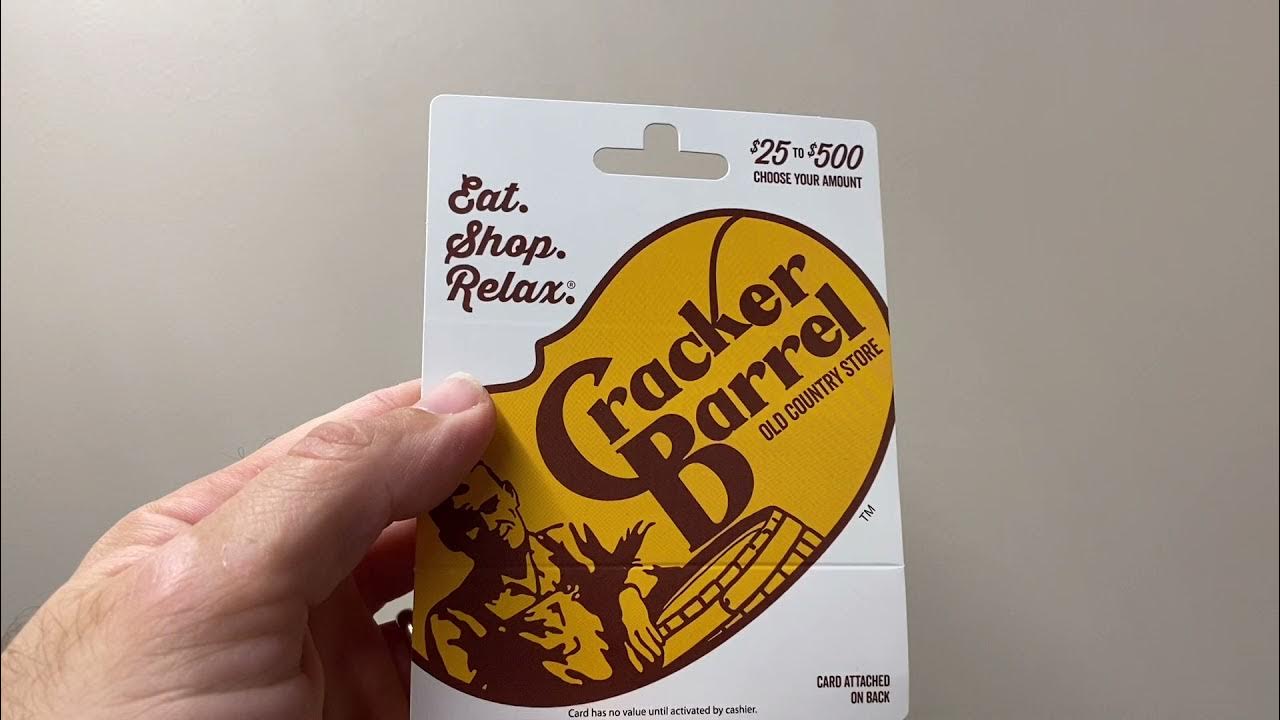 $25 TO $500
CHOOSE YOUR AMOUNT
Eat.
Shop.
Relax.®
Cracker
Barrel
OLD COUNTRY STORE
TM
CARD ATTACHED
ON BACK
Card has no value until activated by cashier.